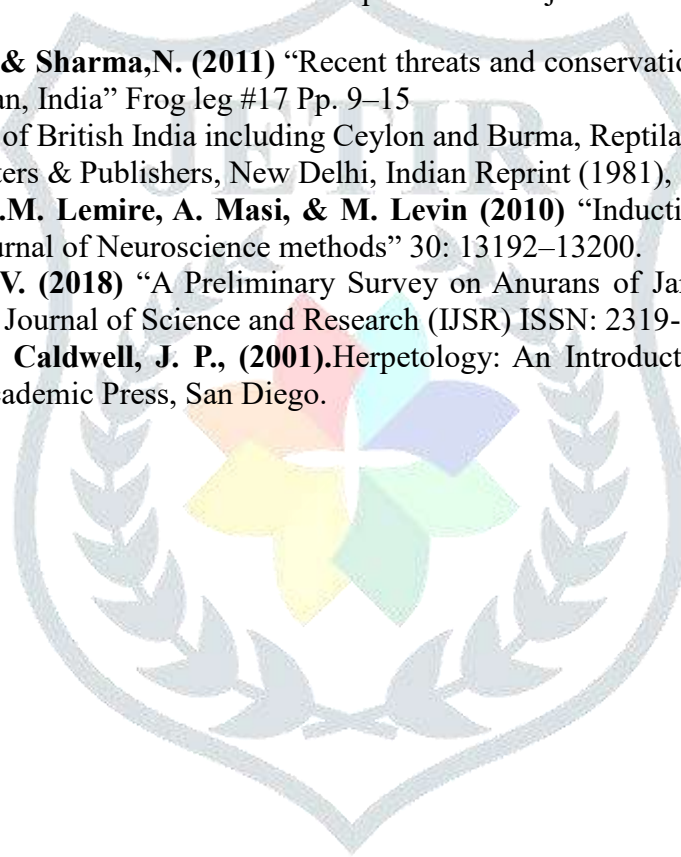 & Sharma,N. (2011) “Recent threats and conservatio
an, India” Frog leg #17 Pp. 9–15
of British India including Ceylon and Burma, Reptila
ters & Publishers, New Delhi, Indian Reprint (1981),
.M. Lemire, A. Masi, & M. Levin (2010) “Inducti
urnal of Neuroscience methods” 30: 13192–13200.
V. (2018) “A Preliminary Survey on Anurans of Ja
Journal of Science and Research (IJSR) ISSN: 2319-
Caldwell, J. P., (2001).Herpetology: An Introduct
ademic Press, San Diego.
JETIR